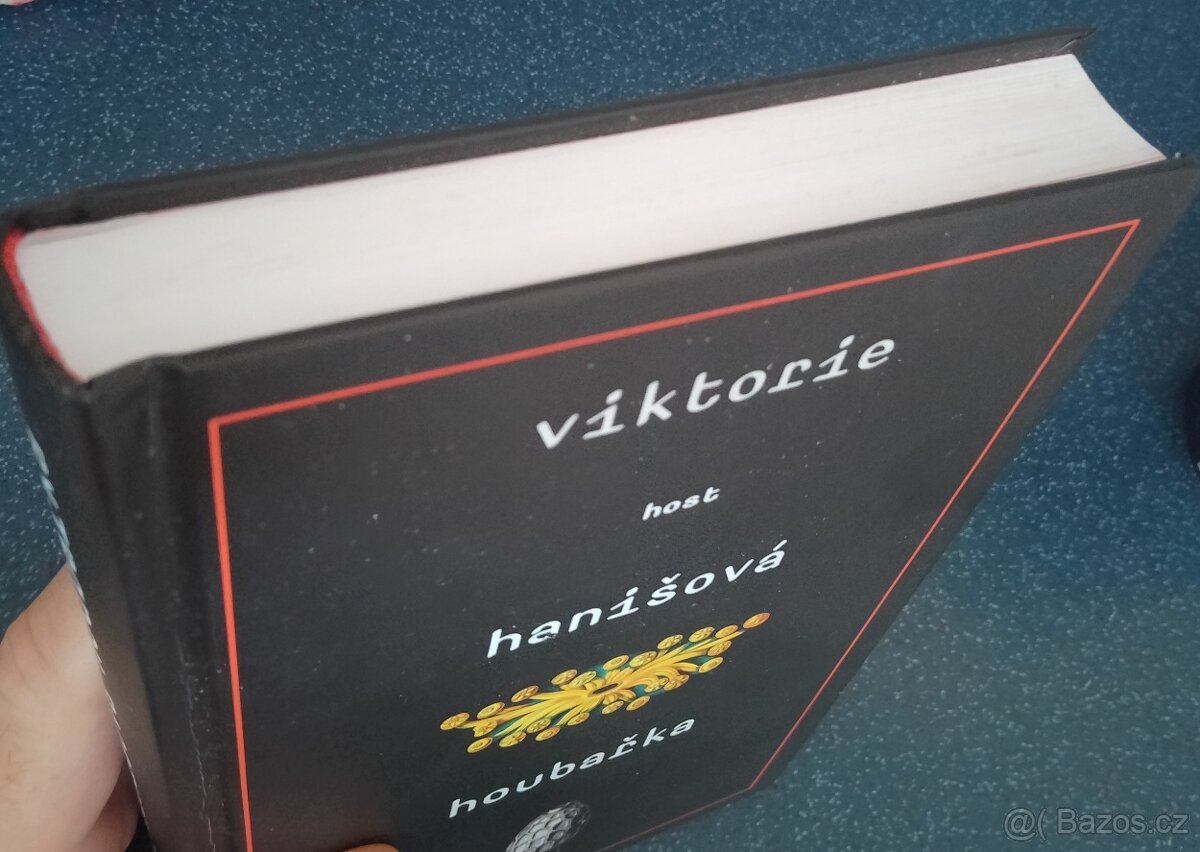 viktorie
host
hanišová
houbařka
@( Bazos.cz